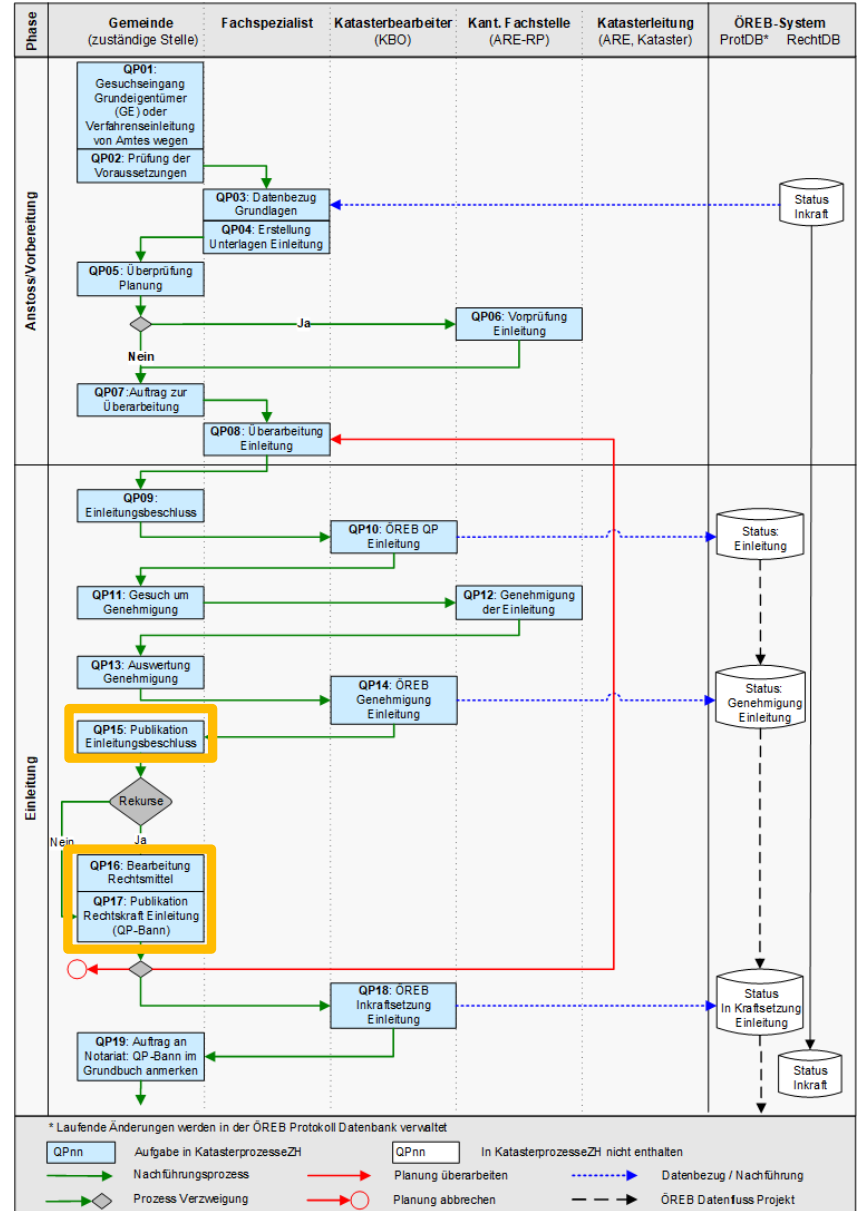 Phase
Gemeinde
(zuständige Stelle)
Fachspezialist
Katasterbearbeiter
(KBO)
Kant. Fachstelle
(ARE-RP)
Katasterleitung
(ARE, Kataster)
ÖREB-System
ProtDB* RechtDB
Anstoss/Vorbereitung
QP01:
Gesuchseingang
Grundeigentümer
(GE) oder
Verfahrenseinleitung
von Amtes wegen
QP02: Prüfung der
Voraussetzungen
QP03: Datenbezug
Grundlagen
Status
Inkraft
QP04: Erstellung
Unterlagen Einleitung
QP05: Überprüfung
Planung
Ja
QP06: Vorprüfung
Einleitung
Nein
QP07:Auftrag zur
Überarbeitung
QP08: Überarbeitung
Einleitung
Einleitung
QP09:
Einleitungsbeschluss
QP10: ÖREB QP
Einleitung
Status:
Einleitung
QP11: Gesuch um
Genehmigung
QP12: Genehmigung
der Einleitung
QP13: Auswertung
Genehmigung
QP14: ÖREB
Genehmigung
Einleitung
Status:
Genehmigung
Einleitung
QP15: Publikation
Einleitungsbeschluss
Rekurse
Nein
Ja
QP16: Bearbeitung
Rechtsmittel
QP17: Publikation
Rechtskraft Einleitung
(QP-Bann)
QP18: ÖREB
Inkraftsetzung
Einleitung
Status
In Kraftsetzung
Einleitung
QP19: Auftrag an
Notariat: QP-Bann im
Grundbuch anmerken
Status
Inkraft
* Laufende Änderungen werden in der ÖREB Protokoll Datenbank verwaltet
QPnn Aufgabe in KatasterprozesseZH QPnn In KatasterprozesseZH nicht enthalten
Nachführungsprozess Planung überarbeiten Datenbezug / Nachführung
Prozess Verzweigung Planung abbrechen ÖREB Datenfluss Projekt